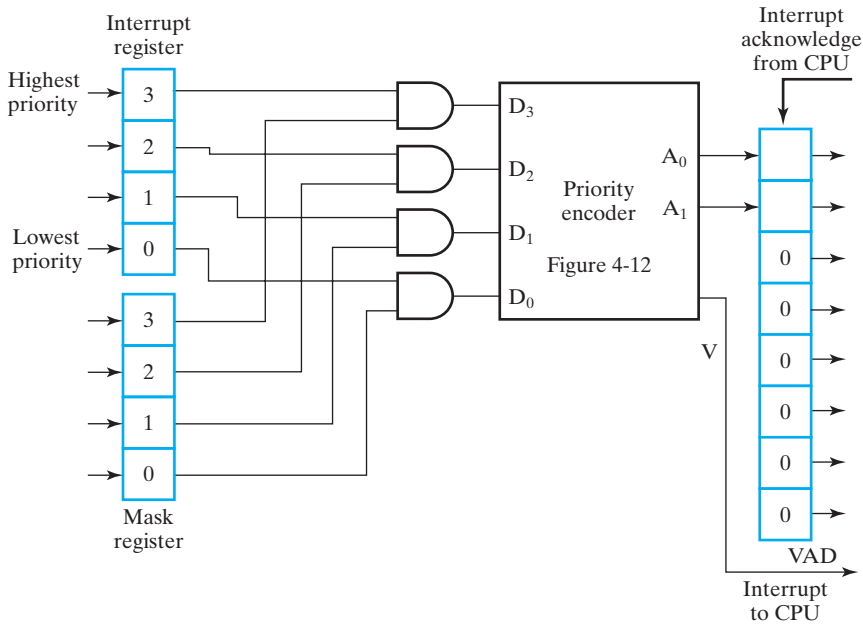 Interrupt
register
Highest
priority
3
2
1
0
Lowest
priority
3
2
1
0
Mask
register
D3
D2
D1
D0
Priority
encoder
Figure 4-12
A0
A1
V
Interrupt
acknowledge
from CPU
0
0
0
0
0
0
VAD
Interrupt
to CPU